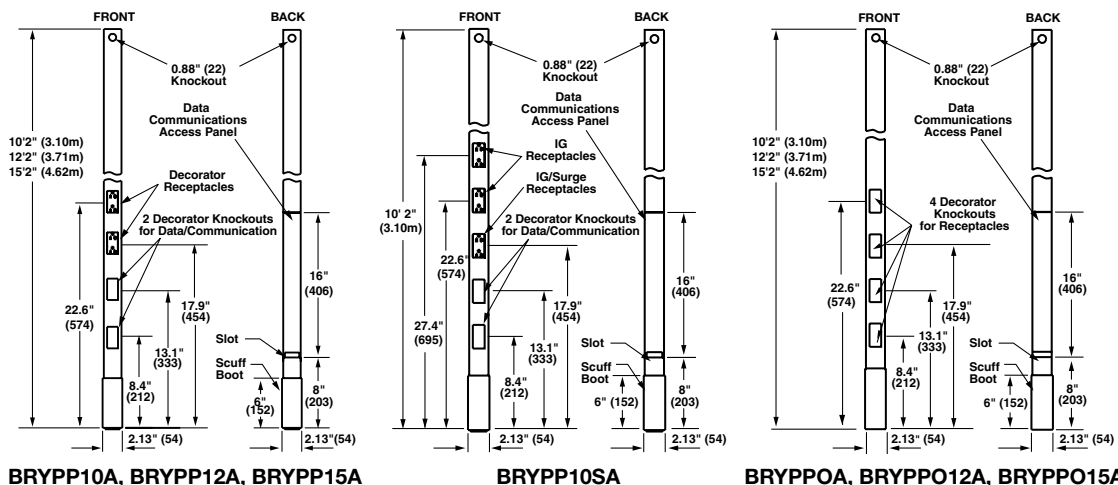 FRONT
BACK
0.88" (22)
Knockout
Data
Communications
Access Panel
10'2" (3.10m)
12'2" (3.71m)
15'2" (4.62m)
Decorator
Receptacles
2 Decorator Knockouts
for Data/Communication
22.6"
(574)
17.9"
(454)
13.1"
(333)
8.4"
(212)
16"
(406)
Slot
Scuff
Boot
6"
(152)
8"
(203)
2.13" (54)
2.13" (54)
BRYPP10A, BRYPP12A, BRYPP15A
FRONT
BACK
0.88" (22)
Knockout
Data
Communications
Access Panel
IG
Receptacles
IG/Surge
Receptacles
10' 2"
(3.10m)
2 Decorator Knockouts
for Data/Communication
22.6"
(574)
27.4"
(695)
17.9"
(454)
13.1"
(333)
8.4"
(212)
16"
(406)
Slot
Scuff
Boot
6" (152)
8"
(203)
2.13" (54)
2.13" (54)
BRYPP10SA
FRONT
BACK
0.88" (22)
Knockout
Data
Communications
Access Panel
10'2" (3.10m)
12'2" (3.71m)
15'2" (4.62m)
4 Decorator
Knockouts
for Receptacles
22.6"
(574)
17.9"
(454)
13.1"
(333)
8.4"
(212)
16"
(406)
Slot
Scuff
Boot
6" (152)
8"
(203)
2.13" (54)
2.13" (54)
BRYPPOA, BRYPPO12A, BRYPPO15A